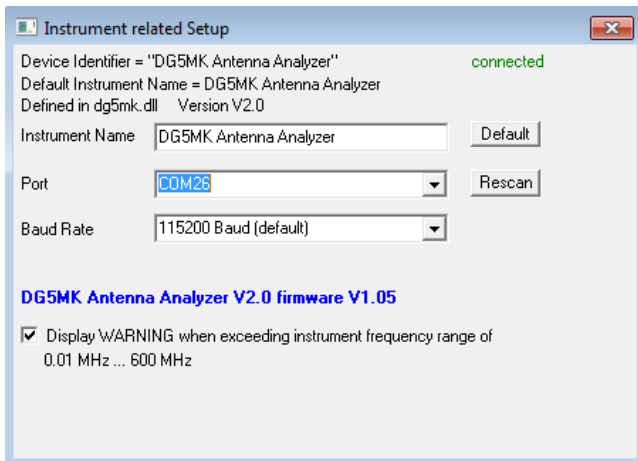 Instrument related Setup
Device Identifier = "DG5MK Antenna Analyzer" connected
Default Instrument Name = DG5MK Antenna Analyzer
Defined in dg5mk.dll Version V2.0
Instrument Name DG5MK Antenna Analyzer Default
Port COM26 Rescan
Baud Rate 115200 Baud (default)
DG5MK Antenna Analyzer V2.0 firmware V1.05
Display WARNING when exceeding instrument frequency range of
0.01 MHz ... 600 MHz